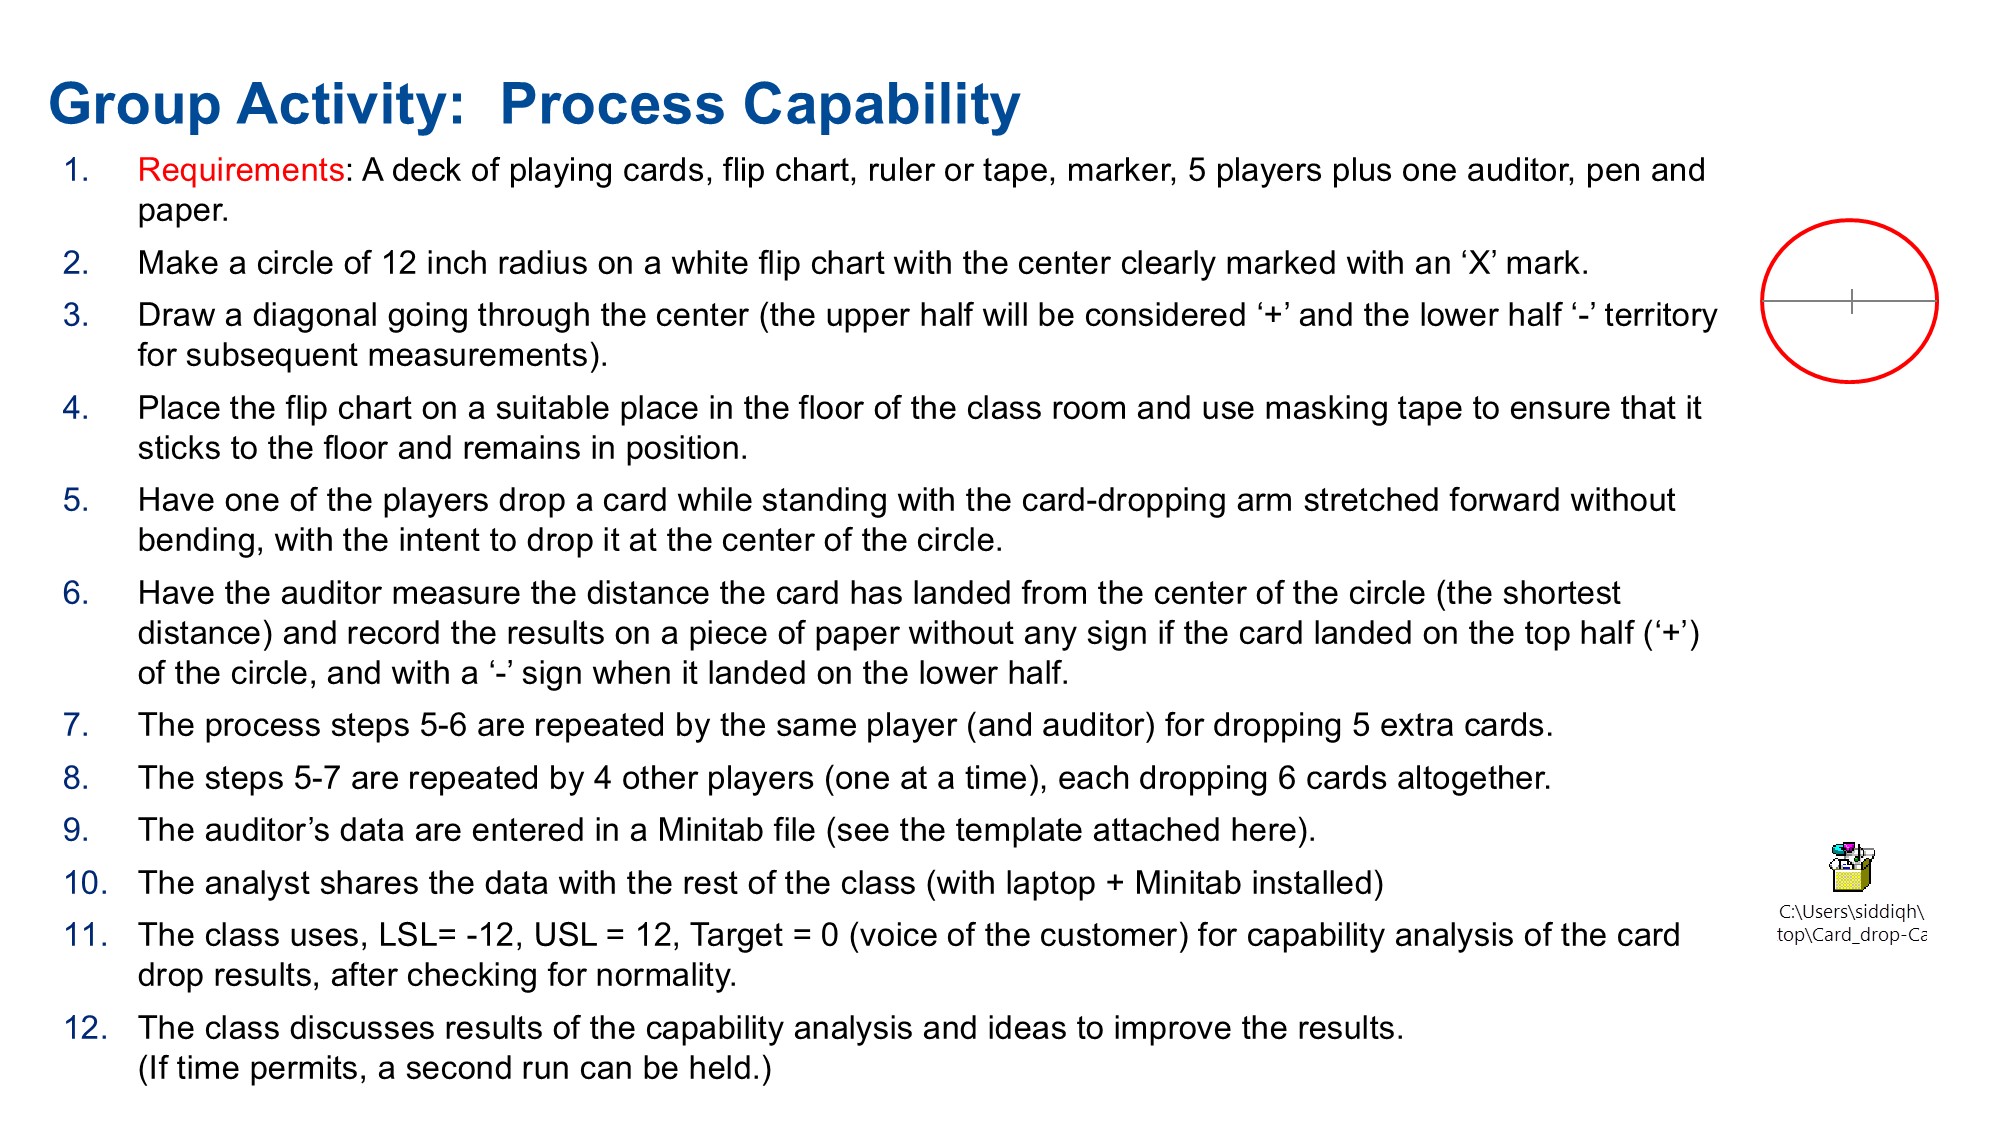 Group Activity:  Process Capability
1. Requirements: A deck of playing cards, flip chart, ruler or tape, marker, 5 players plus one auditor, pen and
paper.
2. Make a circle of 12 inch radius on a white flip chart with the center clearly marked with an ‘X’ mark.
3. Draw a diagonal going through the center (the upper half will be considered ‘+’ and the lower half ‘-’ territory
for subsequent measurements).
4. Place the flip chart on a suitable place in the floor of the class room and use masking tape to ensure that it
sticks to the floor and remains in position.
5. Have one of the players drop a card while standing with the card-dropping arm stretched forward without
bending, with the intent to drop it at the center of the circle.
6. Have the auditor measure the distance the card has landed from the center of the circle (the shortest
distance) and record the results on a piece of paper without any sign if the card landed on the top half (‘+’)
of the circle, and with a ‘-’ sign when it landed on the lower half.
7. The process steps 5-6 are repeated by the same player (and auditor) for dropping 5 extra cards.
8. The steps 5-7 are repeated by 4 other players (one at a time), each dropping 6 cards altogether.
9. The auditor’s data are entered in a Minitab file (see the template attached here).
10. The analyst shares the data with the rest of the class (with laptop + Minitab installed)
11. The class uses, LSL= -12, USL = 12, Target = 0 (voice of the customer) for capability analysis of the card
drop results, after checking for normality.
12. The class discusses results of the capability analysis and ideas to improve the results.
(If time permits, a second run can be held.)
C:\Users\siddiqh\
top\Card_drop-Ca